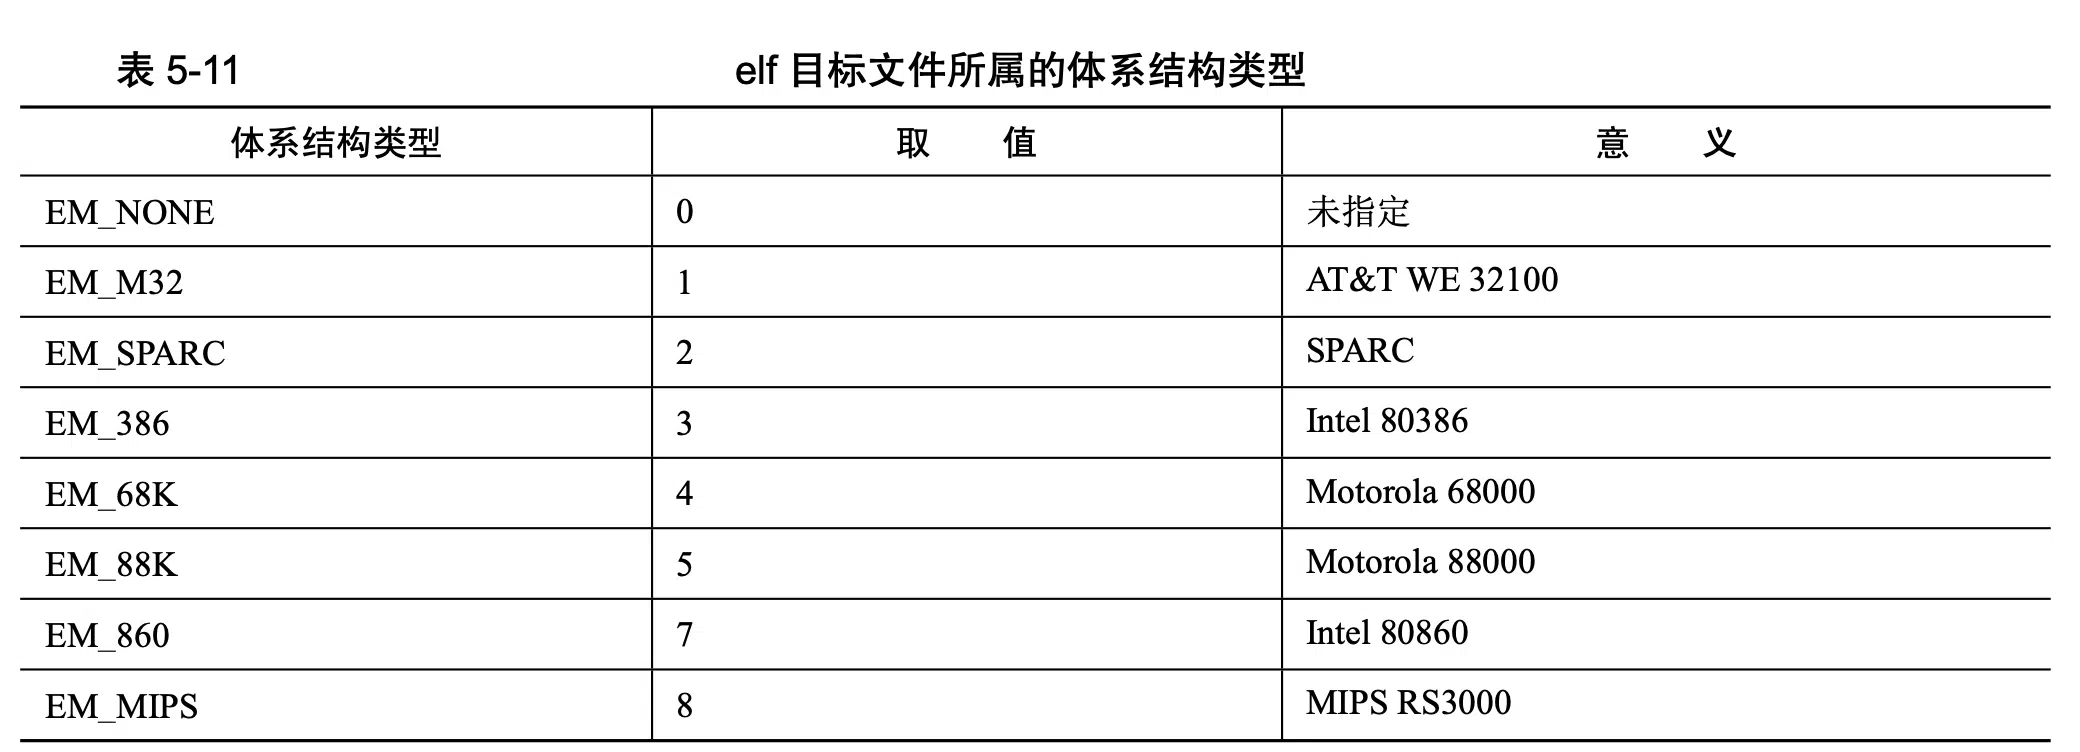 表 5-11 elf 目标文件所属的体系结构类型
体系结构类型 取 值 意 义
EM_NONE 0 未指定
EM_M32 1 AT&T WE 32100
EM_SPARC 2 SPARC
EM_386 3 Intel 80386
EM_68K 4 Motorola 68000
EM_88K 5 Motorola 88000
EM_860 7 Intel 80860
EM_MIPS 8 MIPS RS3000